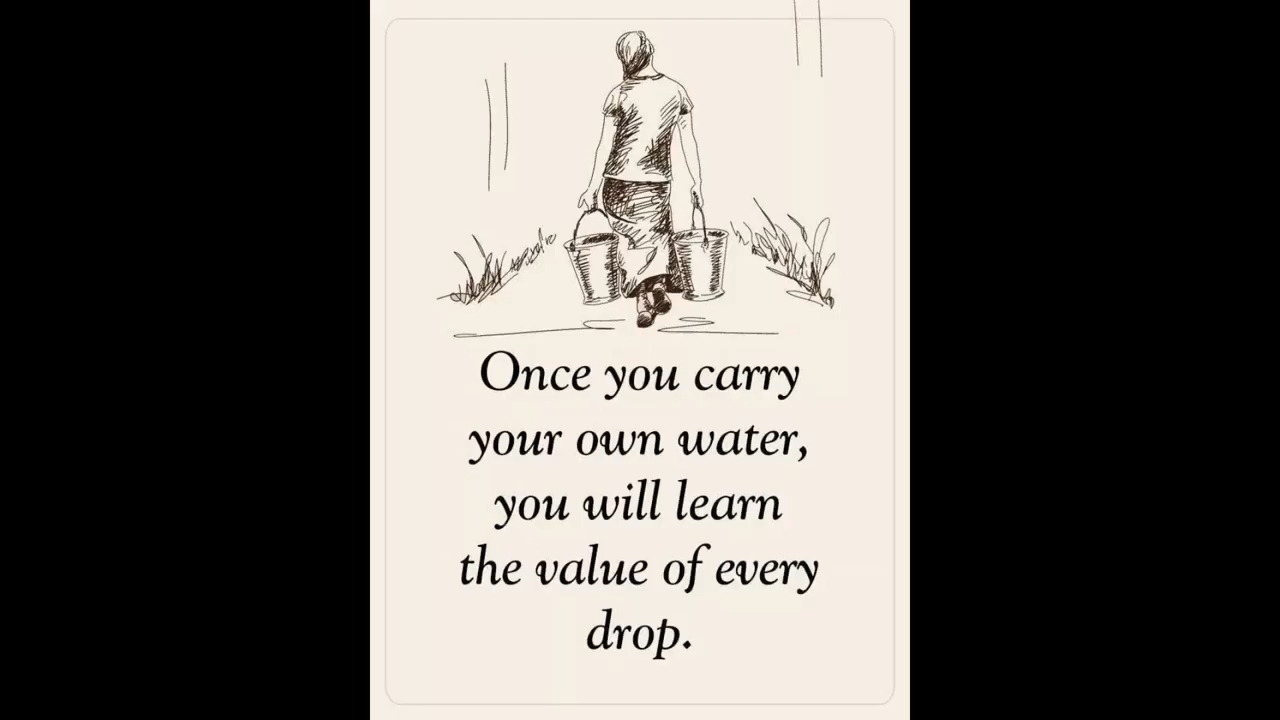 Once you carry
your own water,
you will learn
the value of every
drop.